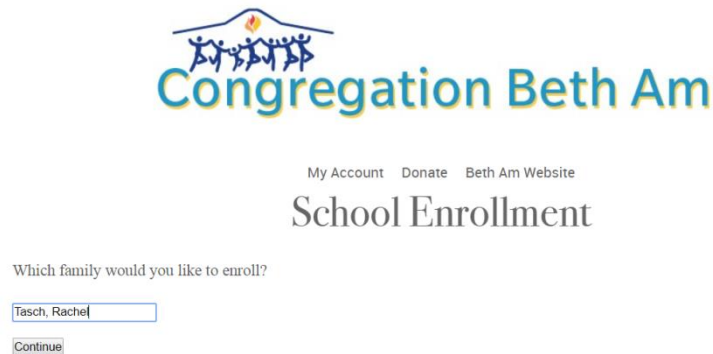 Congregation Beth Am
My Account Donate Beth Am Website
School Enrollment
Which family would you like to enroll?
Tasch, Rachel
Continue